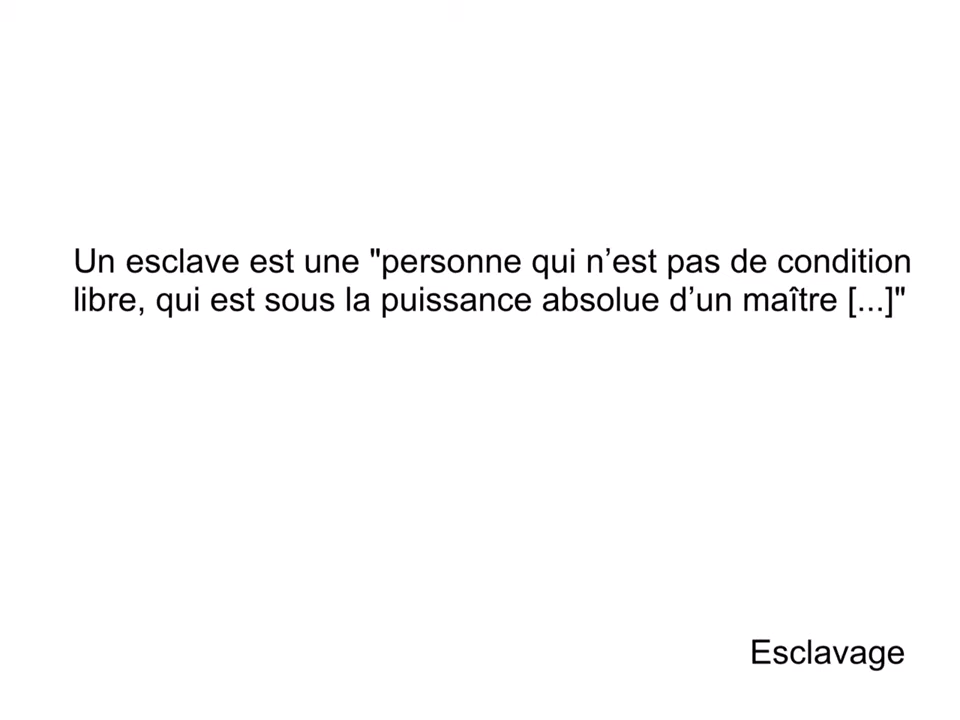 Un esclave est une "personne qui n’est pas de condition
libre, qui est sous la puissance absolue d’un maître [...]"
Esclavage